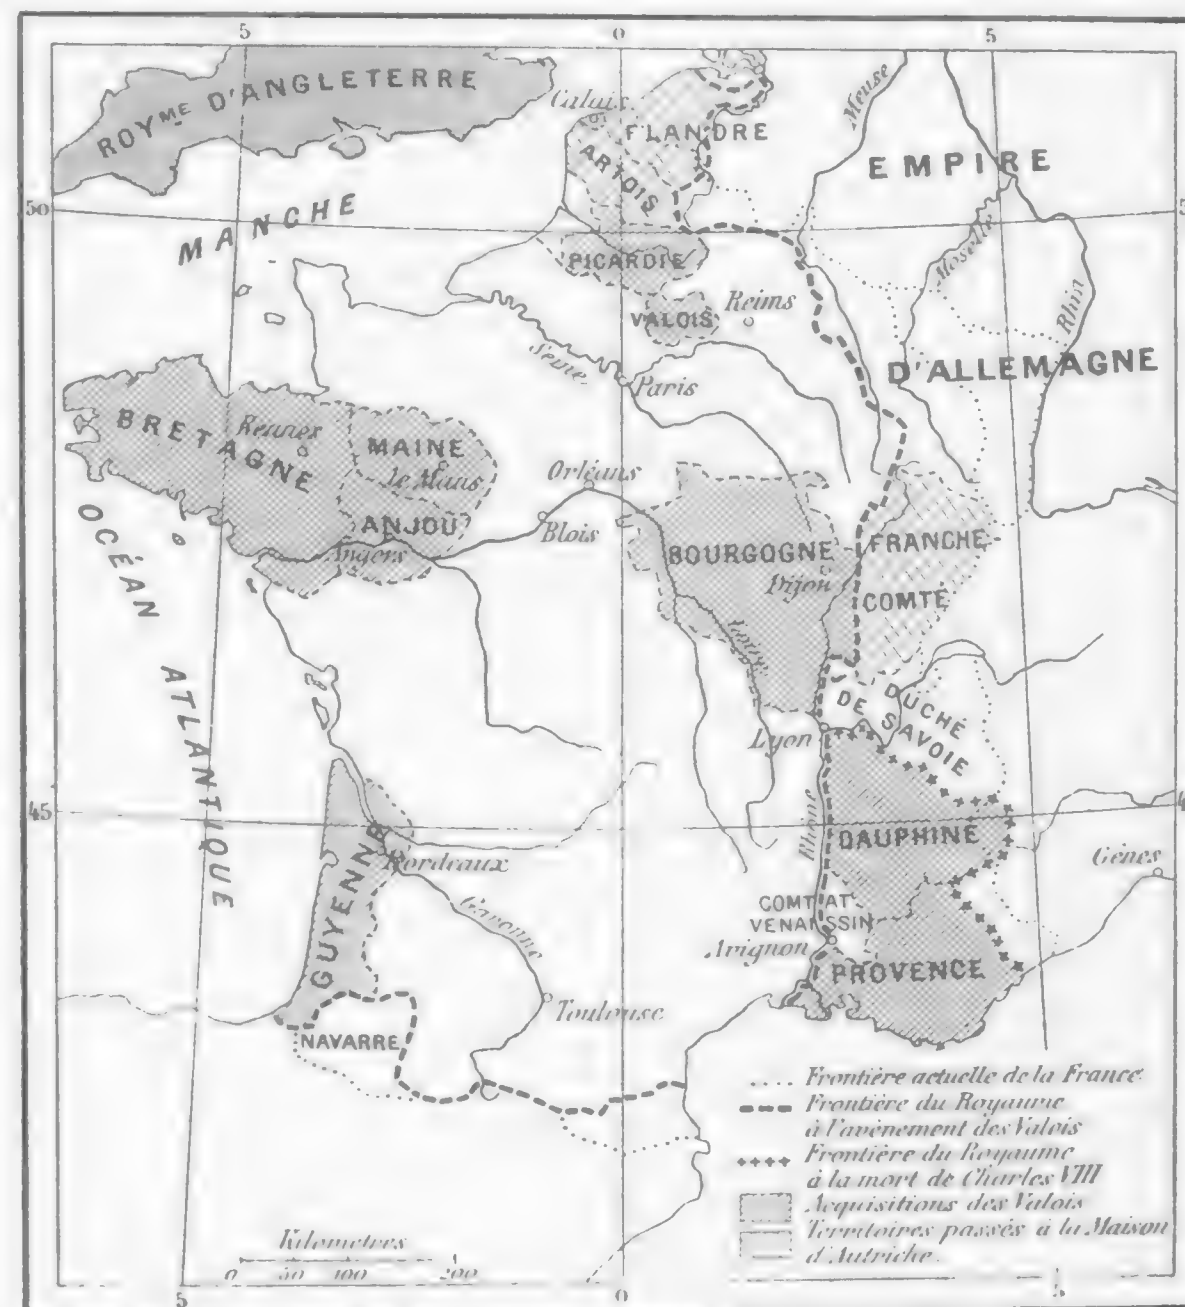 5 0 5
ROYME D'ANGLETERRE
Calais
FLANDRE
ARTOIS
Meuse
EMPIRE
50
MANCHE
Moselle
PICARDIE
Rhin
VALOIS
Reims
Seine
Paris
D'ALLEMAGNE
BRETAGNE
Rennes
MAINE
le Mans
Orléans
ANJOU
Blois
Angers
OCÉAN ATLANTIQUE
BOURGOGNE
Dijon
FRANCHE
COMTÉ
DUCHÉ
DE SAVOIE
Lyon
45
4
GUYENNE
Bordeaux
Rhône
DAUPHINÉ
Gênes
Garonne
COMTAT
VENAISSIN
Avignon
PROVENCE
Toulouse
NAVARRE
Frontière actuelle de la France
Frontière du Royaume
à l'avènement des Valois
Frontière du Royaume
à la mort de Charles VIII
Acquisitions des Valois
Territoires passés à la Maison
d'Autriche.
Kilomètres
0 50 100 200
5 0 5